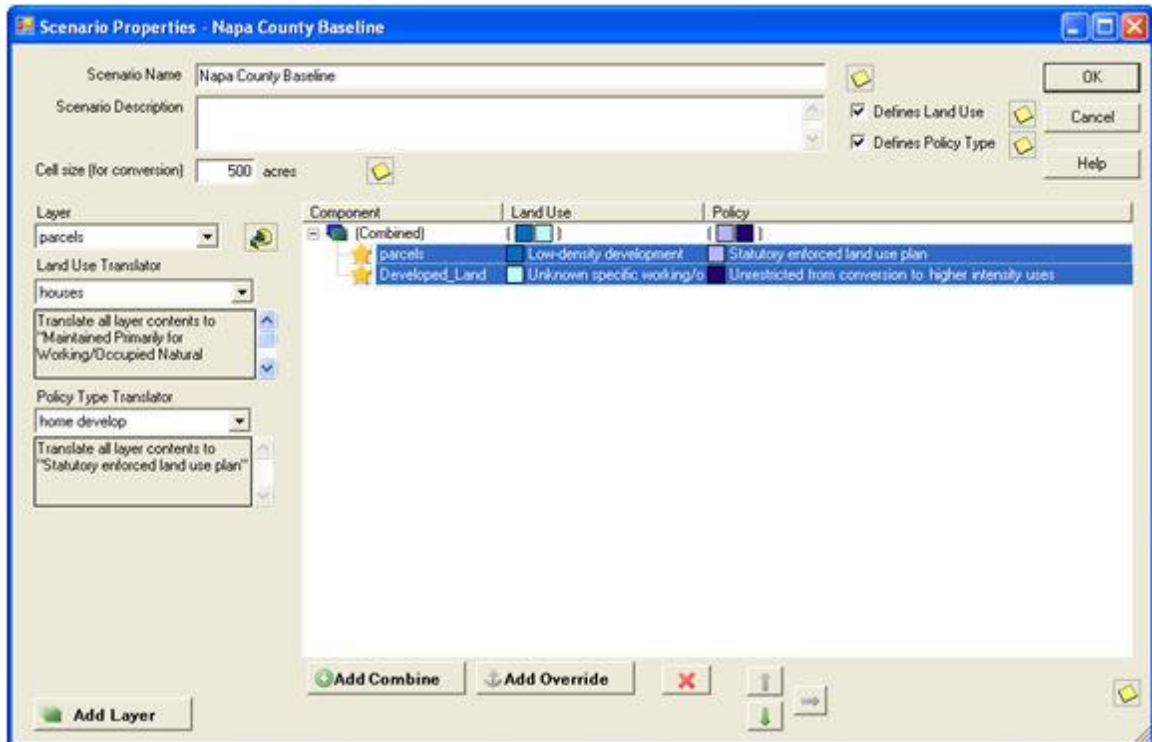 Scenario Properties - Napa County Baseline
Scenario Name Napa County Baseline
OK
Scenario Description
Defines Land Use
Cancel
Defines Policy Type
Help
Cell size (for conversion) 500 acres
Layer
parcels
Land Use Translator
houses
Translate all layer contents to
"Maintained Primarily for
Working/Occupied Natural
Policy Type Translator
home develop
Translate all layer contents to
"Statutory enforced land use plan"
Component Land Use Policy
(Combined) ( ) ( )
parcels Low-density development Statutory enforced land use plan
Developed_Land Unknown specific working/o Unrestricted from conversion to higher intensity uses
Add Combine Add Override
Add Layer